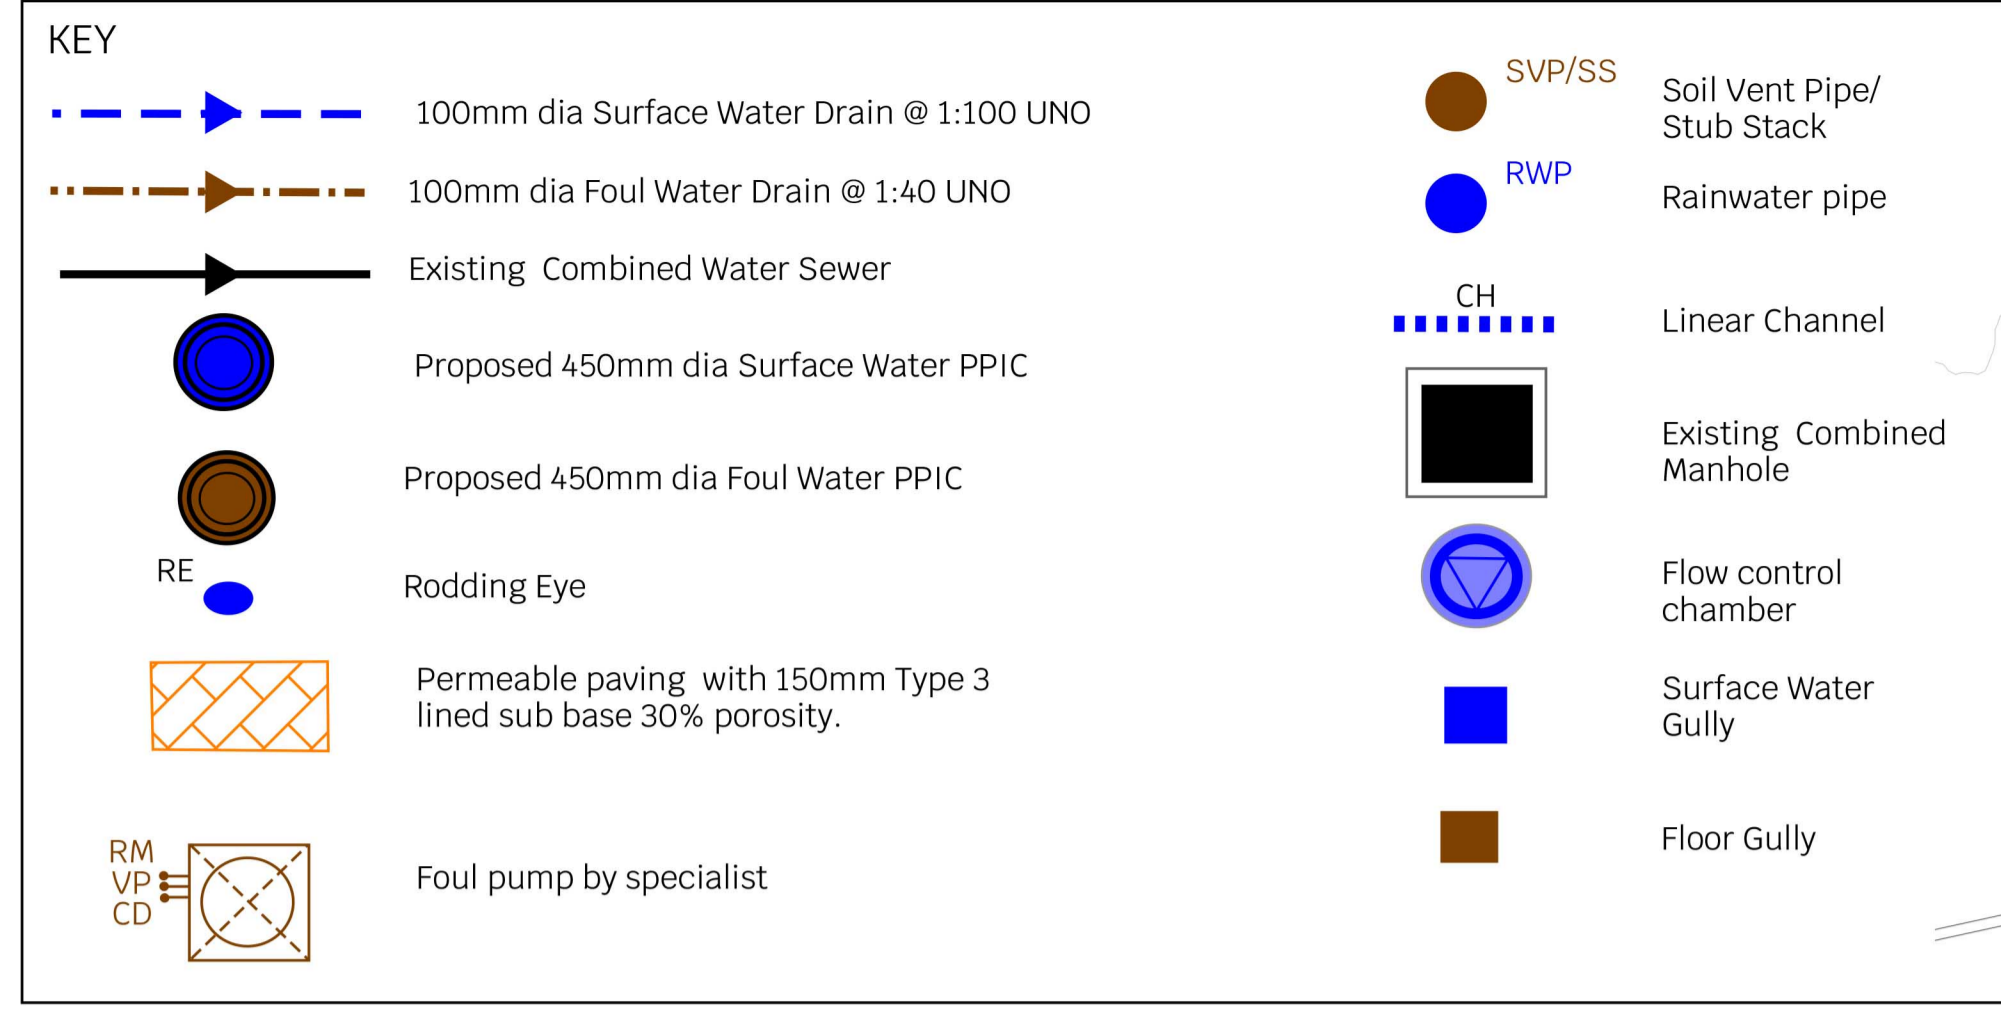 KEY
100mm dia Surface Water Drain @ 1:100 UNO
100mm dia Foul Water Drain @ 1:40 UNO
Existing  Combined Water Sewer
Proposed 450mm dia Surface Water PPIC
Proposed 450mm dia Foul Water PPIC
RE
Rodding Eye
Permeable paving  with 150mm Type 3
lined sub base 30% porosity.
RM
VP
CD
Foul pump by specialist
SVP/SS
Soil Vent Pipe/
Stub Stack
RWP
Rainwater pipe
CH
Linear Channel
Existing  Combined
Manhole
Flow control
chamber
Surface Water
Gully
Floor Gully